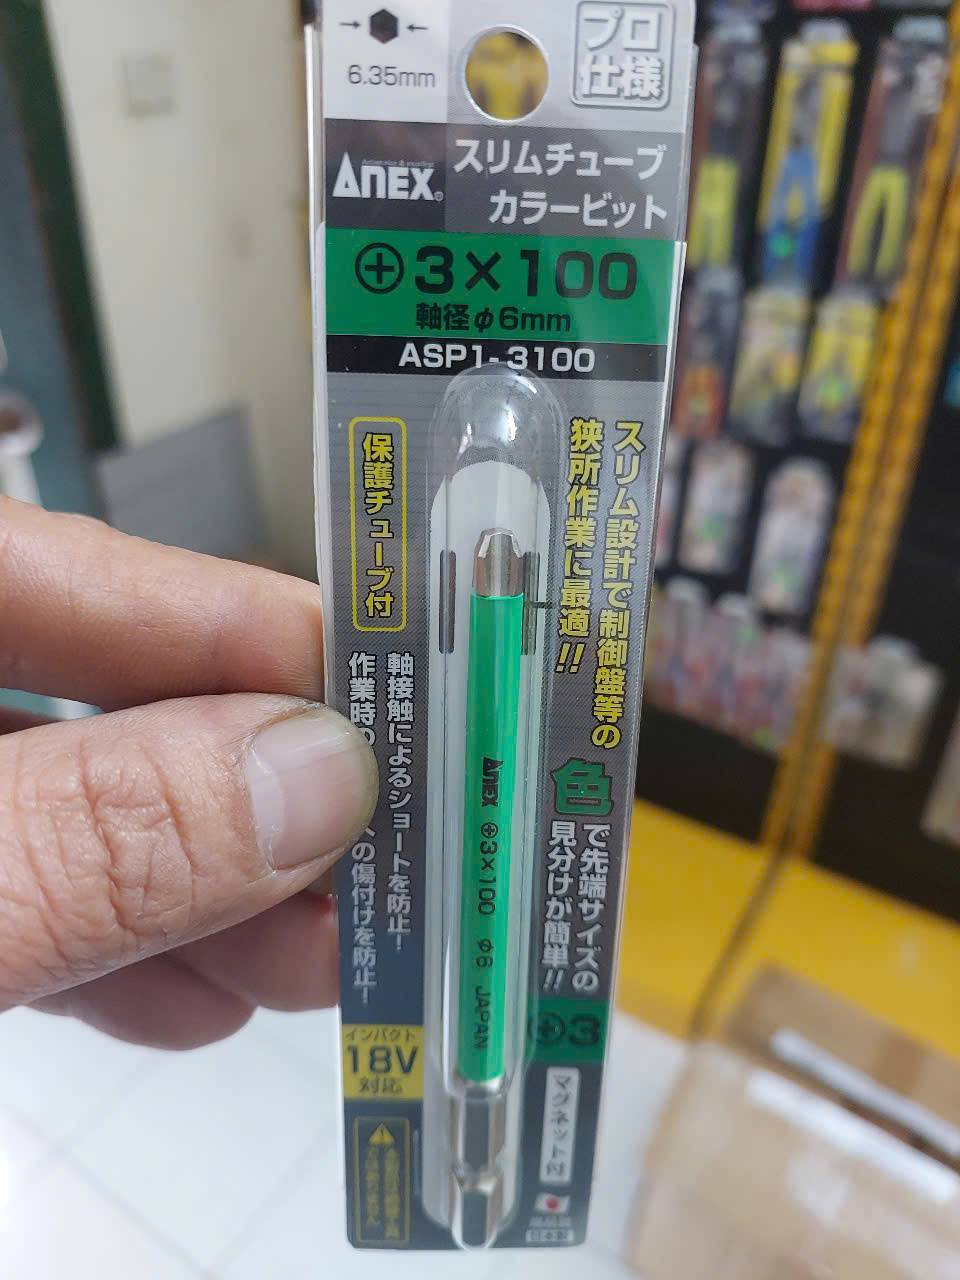 6.35mm
プロ
仕様
ANEX
スリムチューブ
カラービット
⊕3×100
軸径φ6mm
ASP1-3100
保護チューブ付
スリム設計で制御盤等の
狭所作業に最適!!
軸接触によるショートを防止!
作業時の
への傷付けを防止!
色で先端サイズの
見分けが簡単!!
ANEX ⊕3×100 φ6 JAPAN
⊕3
インパクト
18V
対応
マグネット付